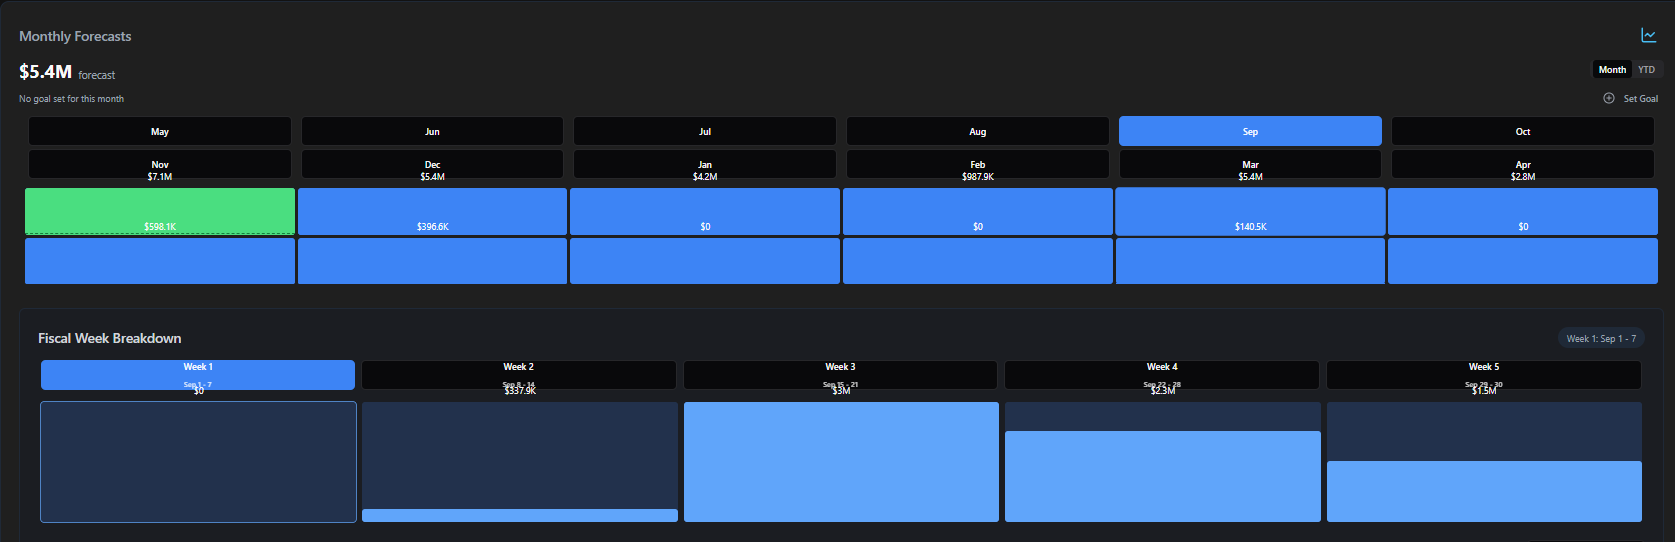 Monthly Forecasts
$5.4M forecast
Month YTD
No goal set for this month
Set Goal
May Jun Jul Aug Sep Oct
Nov Dec Jan Feb Mar Apr
$7.1M $5.4M $4.2M $987.9K $5.4M $2.8M
$598.1K $396.6K $0 $0 $140.5K $0
Fiscal Week Breakdown
Week 1: Sep 1 - 7
Week 1 Week 2 Week 3 Week 4 Week 5
Sep 1 - 7 Sep 8 - 14 Sep 15 - 21 Sep 22 - 28 Sep 29 - 30
$0 $337.9K $3M $2.3M $1.5M